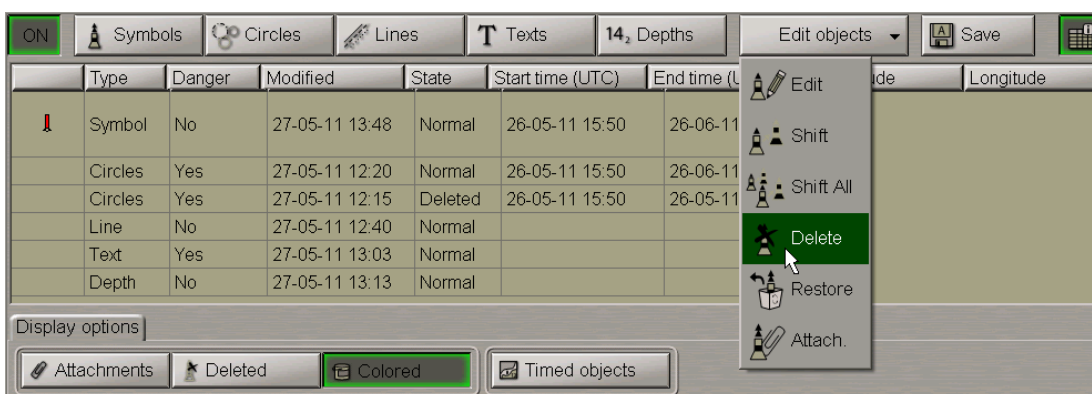 ON Symbols Circles Lines T Texts 14₂ Depths Edit objects Save
Type Danger Modified State Start time (UTC) End time (U de Longitude
Edit
Symbol No 27-05-11 13:48 Normal 26-05-11 15:50 26-06-11
Shift
Circles Yes 27-05-11 12:20 Normal 26-05-11 15:50 26-06-11
Shift All
Circles Yes 27-05-11 12:15 Deleted 26-05-11 15:50 26-05-11
Line No 27-05-11 12:40 Normal
Delete
Text Yes 27-05-11 13:03 Normal
Depth No 27-05-11 13:13 Normal
Restore
Display options
Attach.
Attachments Deleted Colored Timed objects